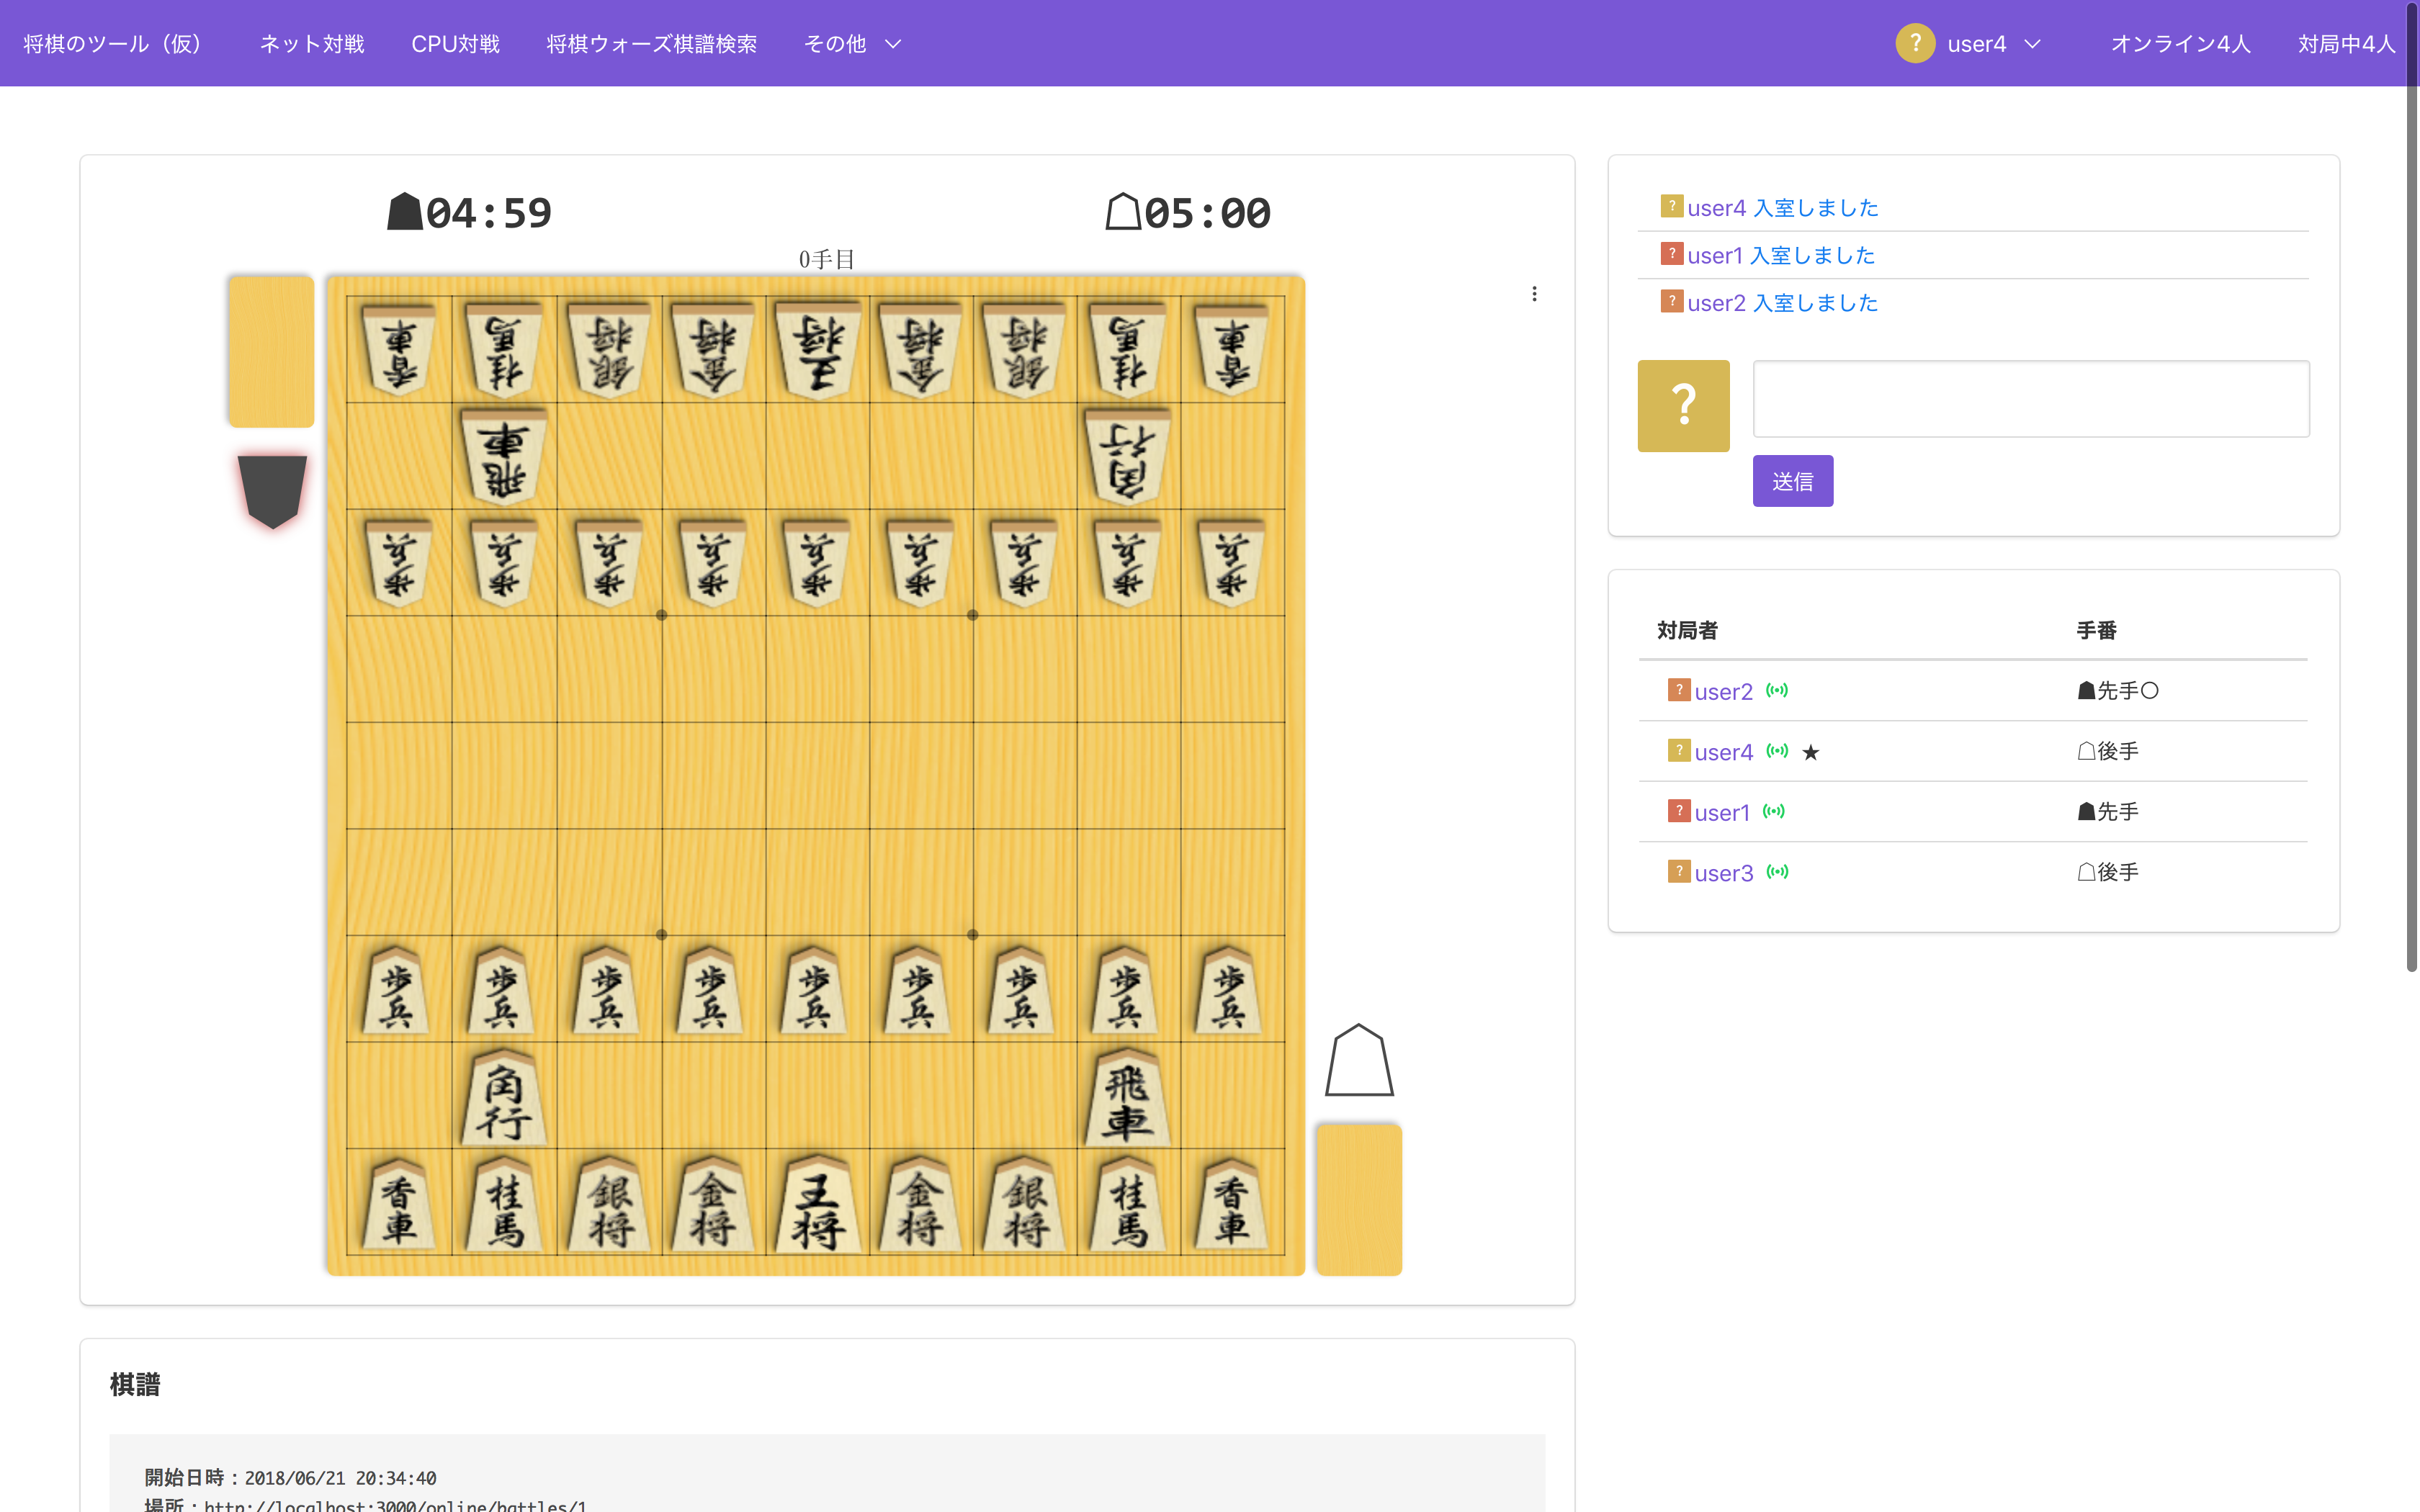 将棋のツール（仮） ネット対戦 CPU対戦 将棋ウォーズ棋譜検索 その他 ? user4 オンライン4人 対局中4人
☗04:59 ☖05:00
0手目
香車 桂馬 銀将 金将 王将 金将 銀将 桂馬 香車
飛車 角行
歩兵 歩兵 歩兵 歩兵 歩兵 歩兵 歩兵 歩兵 歩兵
歩兵 歩兵 歩兵 歩兵 歩兵 歩兵 歩兵 歩兵 歩兵
角行 飛車
香車 桂馬 銀将 金将 王将 金将 銀将 桂馬 香車
? user4 入室しました
? user1 入室しました
? user2 入室しました
?
送信
対局者 手番
? user2 ☗先手○
? user4 ★ ☖後手
? user1 ☗先手
? user3 ☖後手
棋譜
開始日時：2018/06/21 20:34:40
場所：http://localhost:3000/online/battles/1